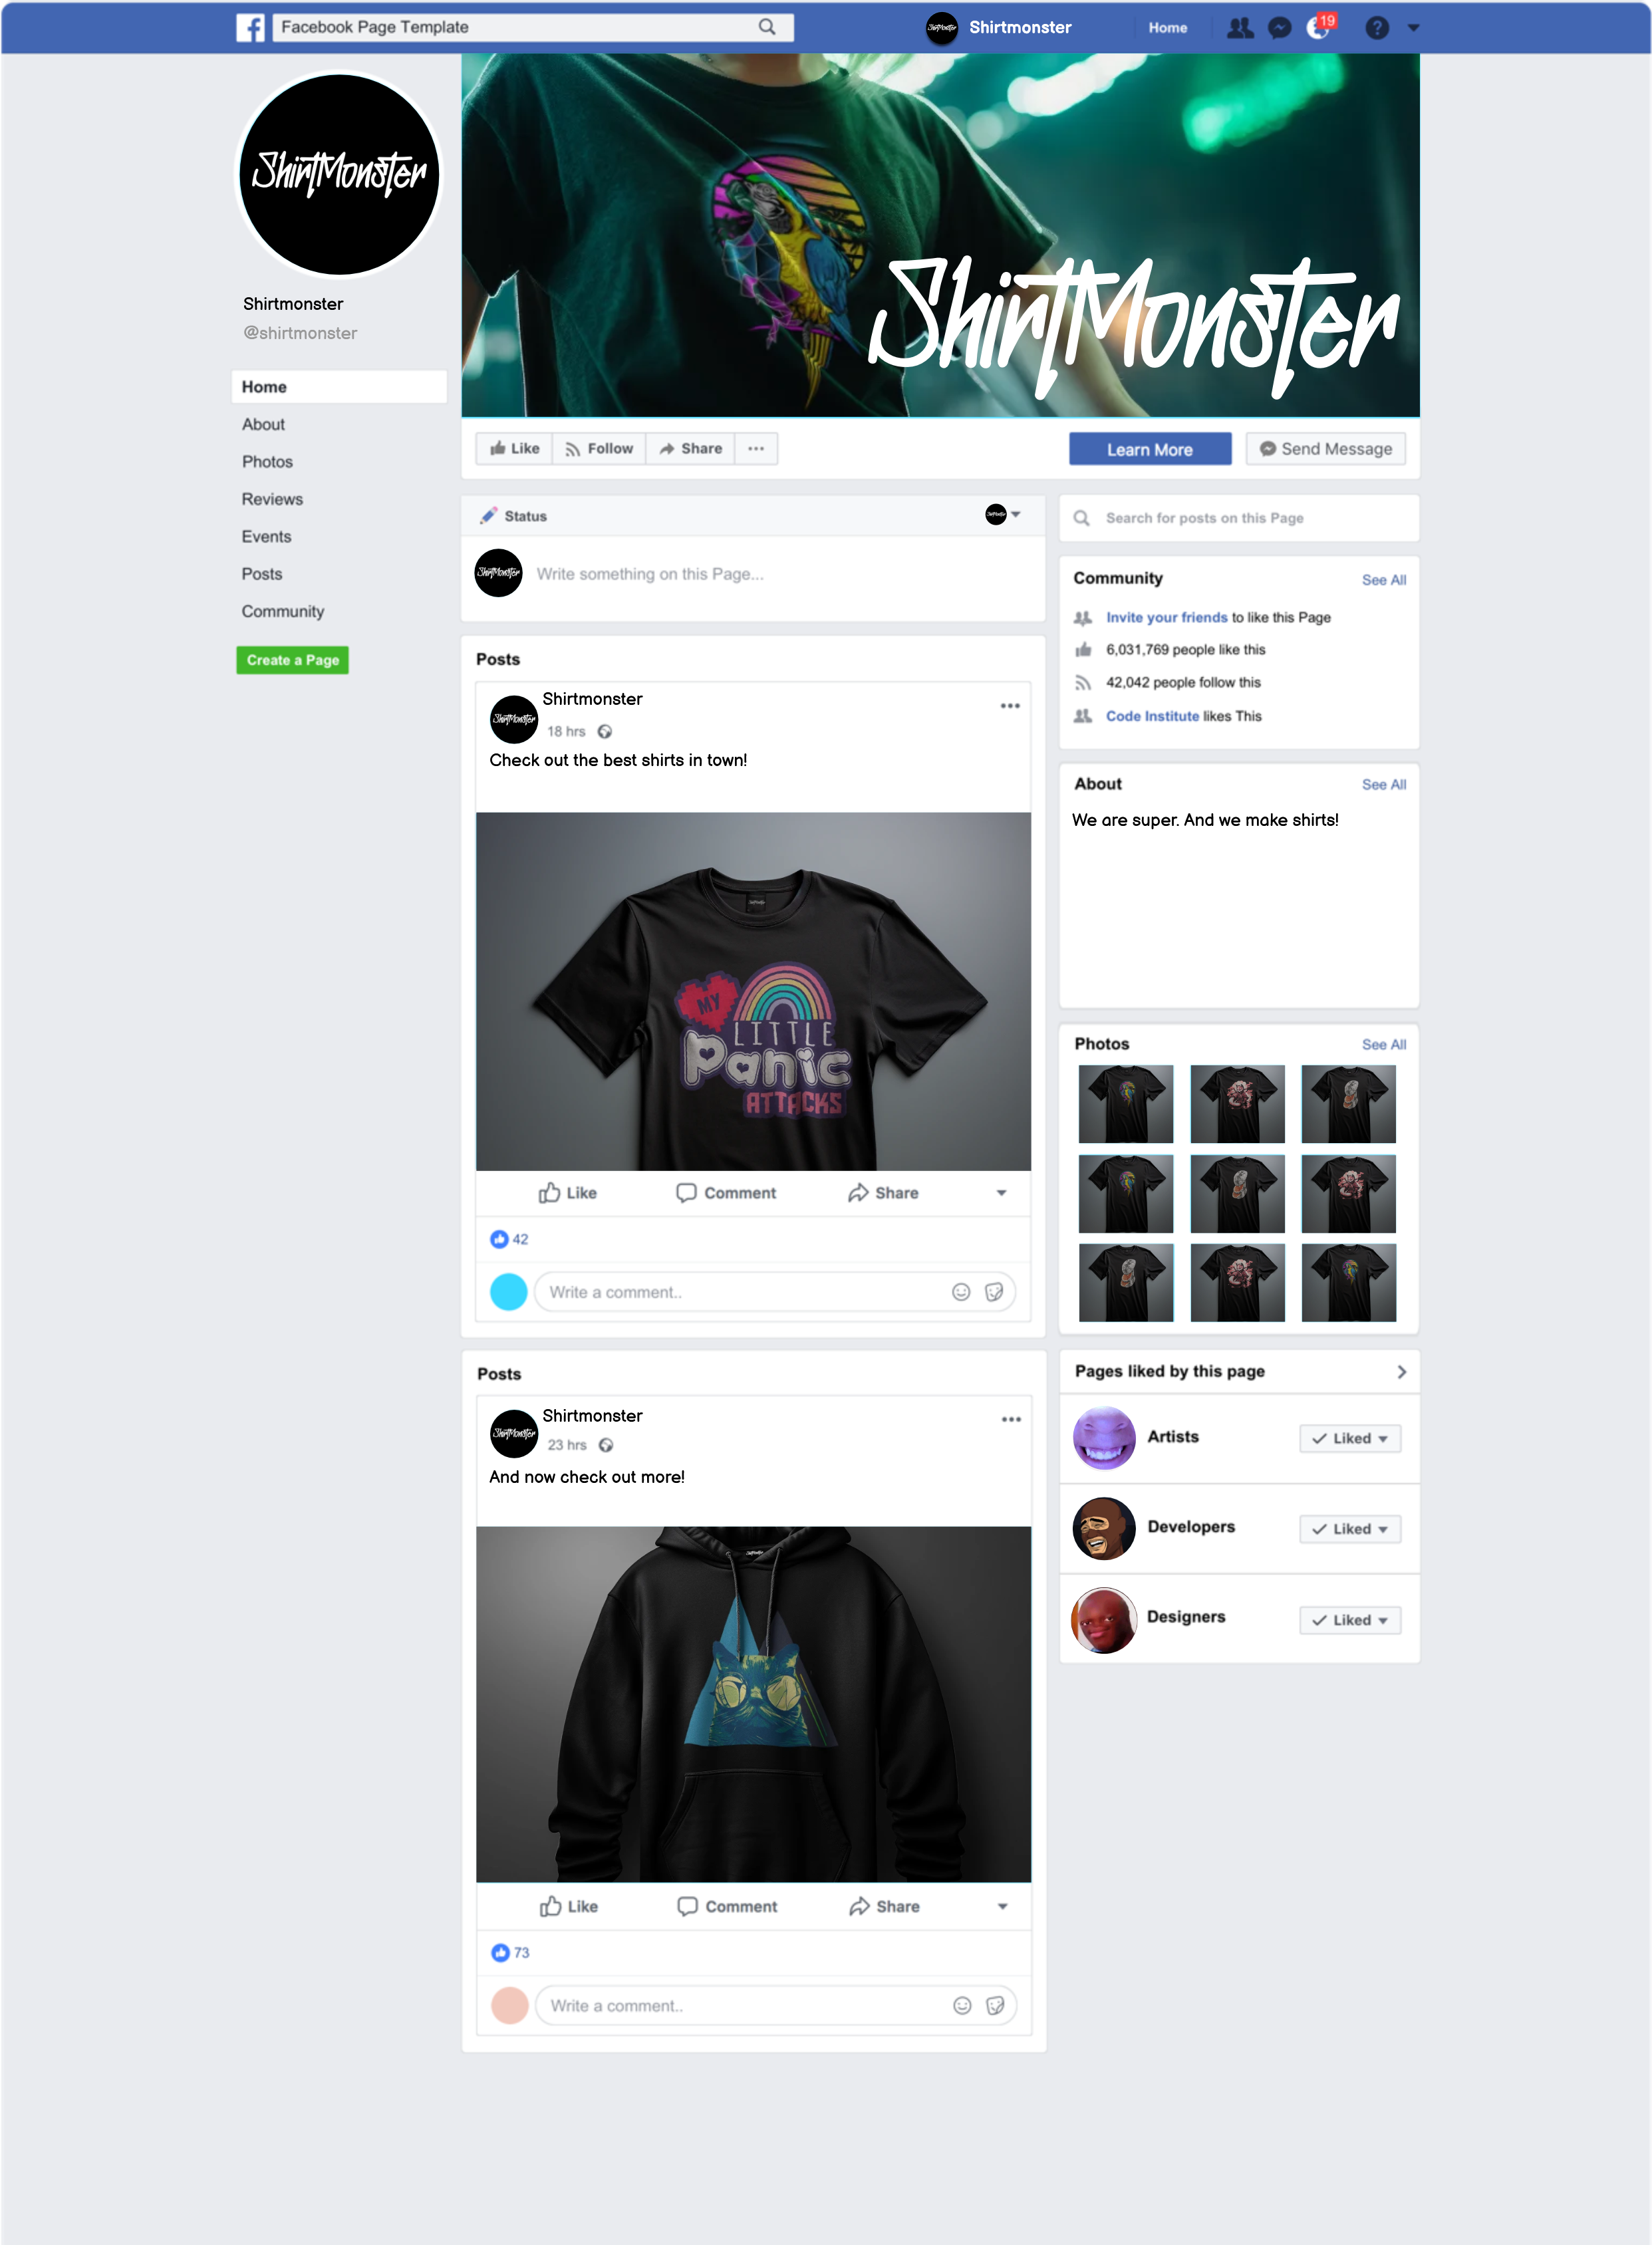 Facebook Page Template
ShirtMonster
Shirtmonster
Home
19
?
ShirtMonster
Shirtmonster
@shirtmonster
Home
About
Photos
Reviews
Events
Posts
Community
Create a Page
ShirtMonster
Like
Follow
Share
Learn More
Send Message
Status
ShirtMonster
ShirtMonster
Write something on this Page...
Posts
ShirtMonster
Shirtmonster
18 hrs
Check out the best shirts in town!
MY
LITTLE
Panic
ATTACKS
Like
Comment
Share
42
Write a comment..
Posts
ShirtMonster
Shirtmonster
23 hrs
And now check out more!
Like
Comment
Share
73
Write a comment..
Search for posts on this Page
Community
See All
Invite your friends to like this Page
6,031,769 people like this
42,042 people follow this
Code Institute likes This
About
See All
We are super. And we make shirts!
Photos
See All
Pages liked by this page
Artists
Liked
Developers
Liked
Designers
Liked